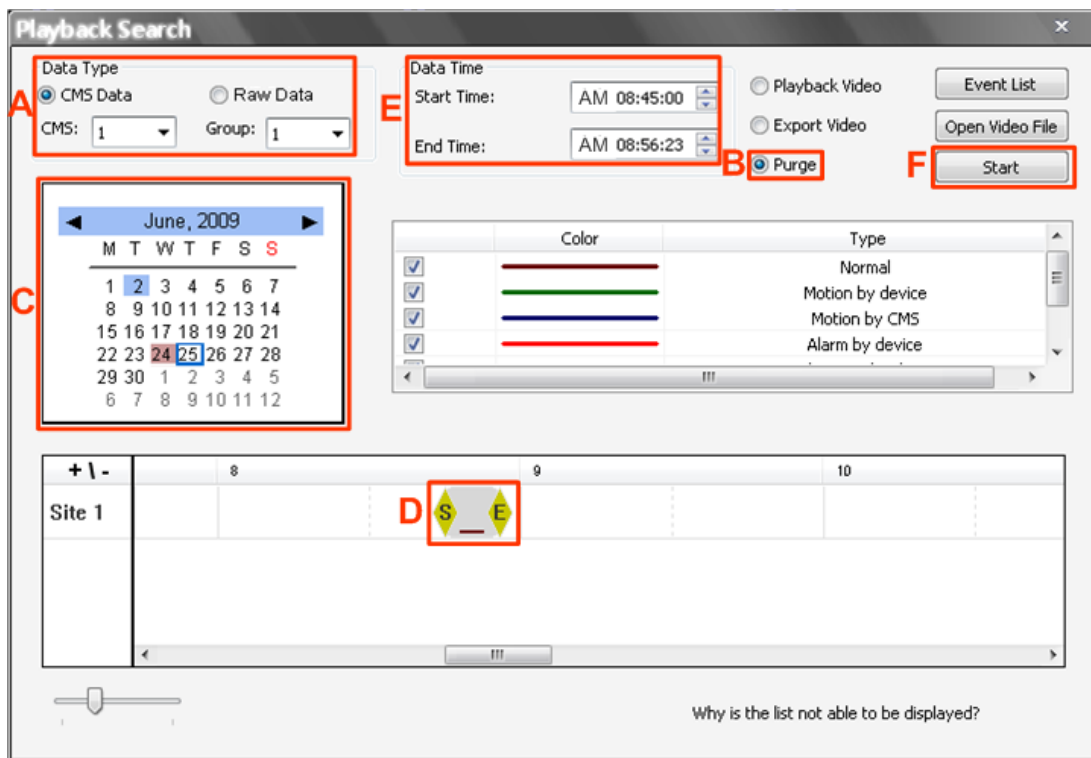 Playback Search
Data Type
A
CMS Data
Raw Data
CMS: 1
Group: 1
Data Time
E
Start Time: AM 08:45:00
End Time: AM 08:56:23
Playback Video
Export Video
B
Purge
Event List
Open Video File
F
Start
C
June, 2009
M T W T F S S
1 2 3 4 5 6 7
8 9 10 11 12 13 14
15 16 17 18 19 20 21
22 23 24 25 26 27 28
29 30 1 2 3 4 5
6 7 8 9 10 11 12
Color Type
Normal
Motion by device
Motion by CMS
Alarm by device
+ \ - 8 9 10
Site 1
D
S E
Why is the list not able to be displayed?